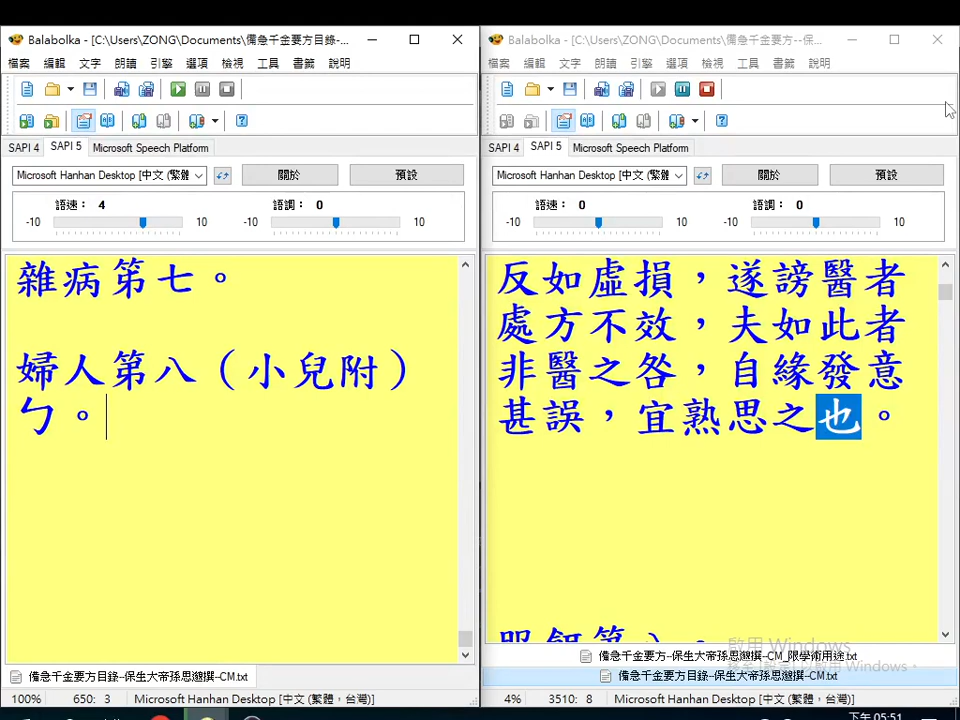 Balabolka - [C:\Users\ZONG\Documents\備急千金要方目錄-...
檔案 編輯 文字 朗讀 引擎 選項 檢視 工具 書籤 說明
SAPI 4 SAPI 5 Microsoft Speech Platform
Microsoft Hanhan Desktop [中文 (繁體 關於 預設
語速： 4 語調： 0
-10 10 -10 10
雜病第七。
婦人第八（小兒附）
ㄅ。
備急千金要方目錄--保生大帝孫思邈撰--CM.txt
100% 650: 3 Microsoft Hanhan Desktop [中文 (繁體，台灣)]
Balabolka - [C:\Users\ZONG\Documents\備急千金要方--保...
檔案 編輯 文字 朗讀 引擎 選項 檢視 工具 書籤 說明
SAPI 4 SAPI 5 Microsoft Speech Platform
Microsoft Hanhan Desktop [中文 (繁體 關於 預設
語速： 0 語調： 0
-10 10 -10 10
反如虛損，遂謗醫者
處方不效，夫如此者
非醫之各，自緣發意
甚誤，宜熟思之也。
啟用 Windows
備急千金要方--保生大帝孫思邈撰--CM_限學術用途.txt
備急千金要方目錄--保生大帝孫思邈撰--CM.txt
4% 3510: 8 Microsoft Hanhan Desktop [中文 (繁體，台灣)]
下午 05:51